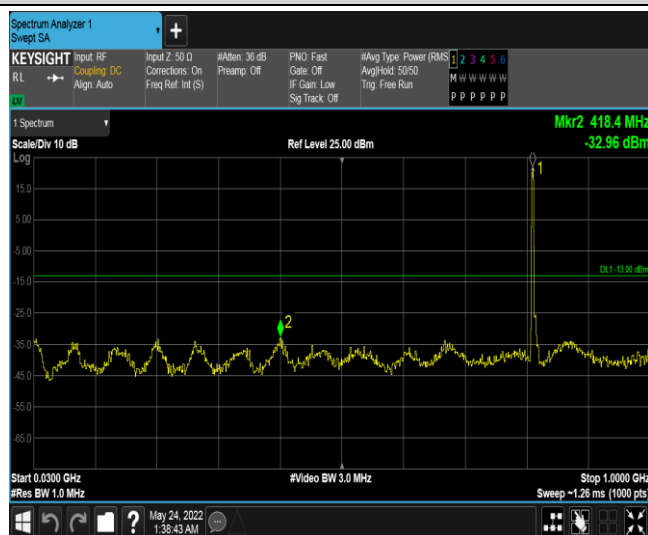 Spectrum Analyzer 1
Swept SA
+
KEYSIGHT
RL
Input: RF
Coupling: DC
Align: Auto
Input Z: 50 Ω
Corrections: On
Freq Ref: Int (S)
#Atten: 36 dB
Preamp: Off
PNO: Fast
Gate: Off
IF Gain: Low
Sig Track: Off
#Avg Type: Power (RMS
Avg|Hold: 50/50
Trig: Free Run
1 2 3 4 5 6
M W W W W W
P P P P P P
1 Spectrum
Mkr2 418.4 MHz
Scale/Div 10 dB
Ref Level 25.00 dBm
-32.96 dBm
Log
1
15.0
5.00
-5.00
DL1 -13.00 dBm
-15.0
-25.0
2
-35.0
-45.0
-55.0
-65.0
Start 0.0300 GHz
#Video BW 3.0 MHz
Stop 1.0000 GHz
#Res BW 1.0 MHz
Sweep ~1.26 ms (1000 pts)
?
May 24, 2022
1:38:43 AM